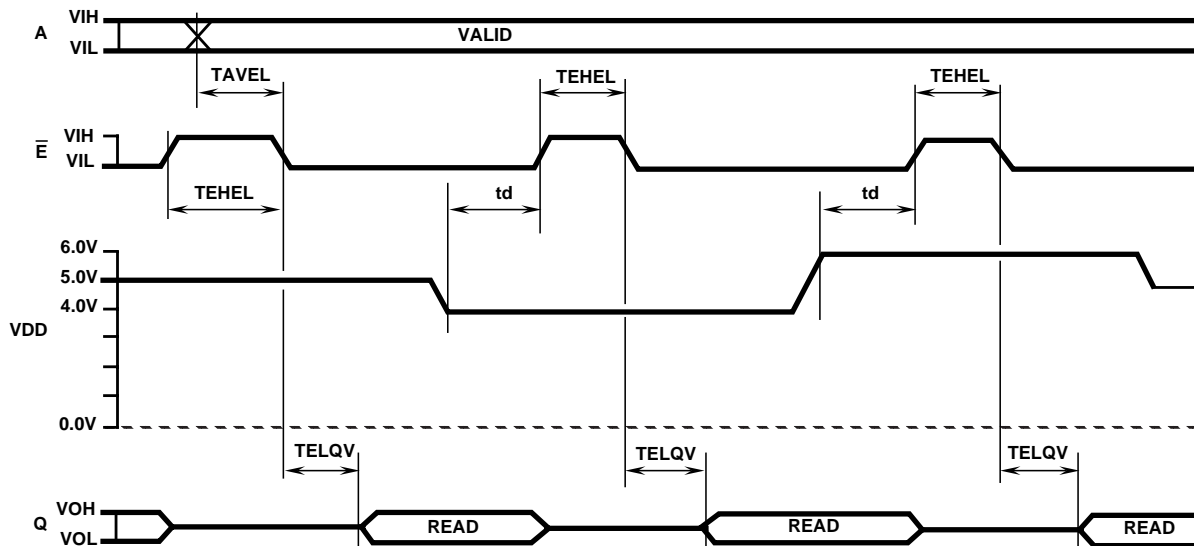 A VIH
VALID
VIL
TAVEL TEHEL TEHEL
E̅ VIH
VIL
TEHEL td td
6.0V
5.0V
4.0V
VDD
0.0V
TELQV TELQV TELQV
Q VOH
READ READ READ
VOL